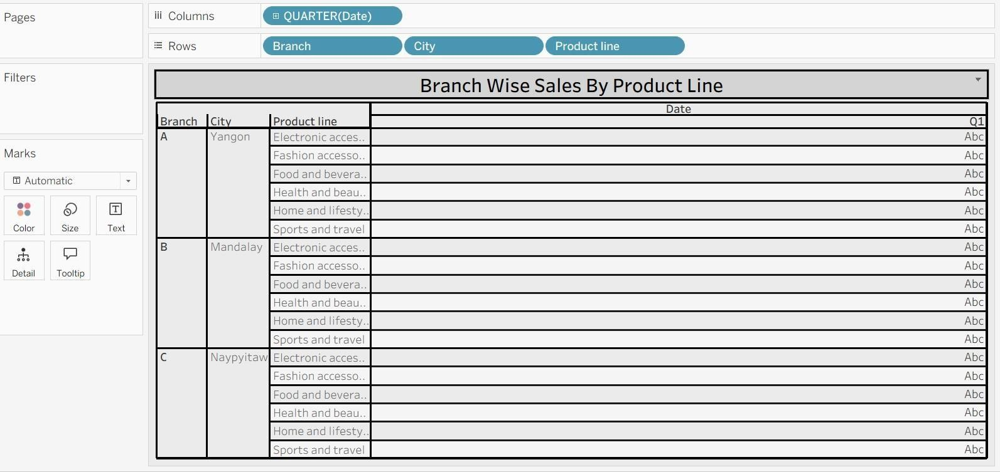 Pages
Columns
QUARTER(Date)
Rows
Branch City Product line
Filters
Marks
Automatic
Color Size Text
Detail Tooltip
Branch Wise Sales By Product Line
Date
Branch City Product line Q1
A Yangon Electronic acces.. Abc
Fashion accesso.. Abc
Food and bevera.. Abc
Health and beau.. Abc
Home and lifesty.. Abc
Sports and travel Abc
B Mandalay Electronic acces.. Abc
Fashion accesso.. Abc
Food and bevera.. Abc
Health and beau.. Abc
Home and lifesty.. Abc
Sports and travel Abc
C Naypyitaw Electronic acces.. Abc
Fashion accesso.. Abc
Food and bevera.. Abc
Health and beau.. Abc
Home and lifesty.. Abc
Sports and travel Abc